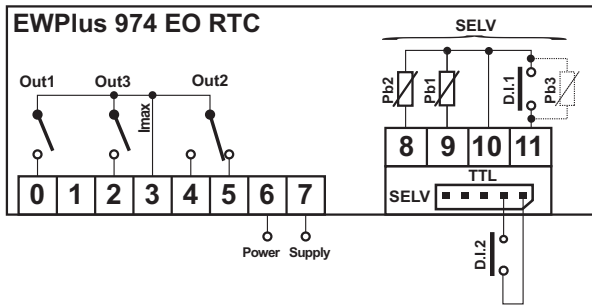 EWPlus 974 EO RTC
SELV
Out1 Out3 Out2
Imax
Pb2
Pb1
D.I.1
Pb3
8 9 10 11
TTL
SELV
0 1 2 3 4 5 6 7
Power Supply
D.I.2